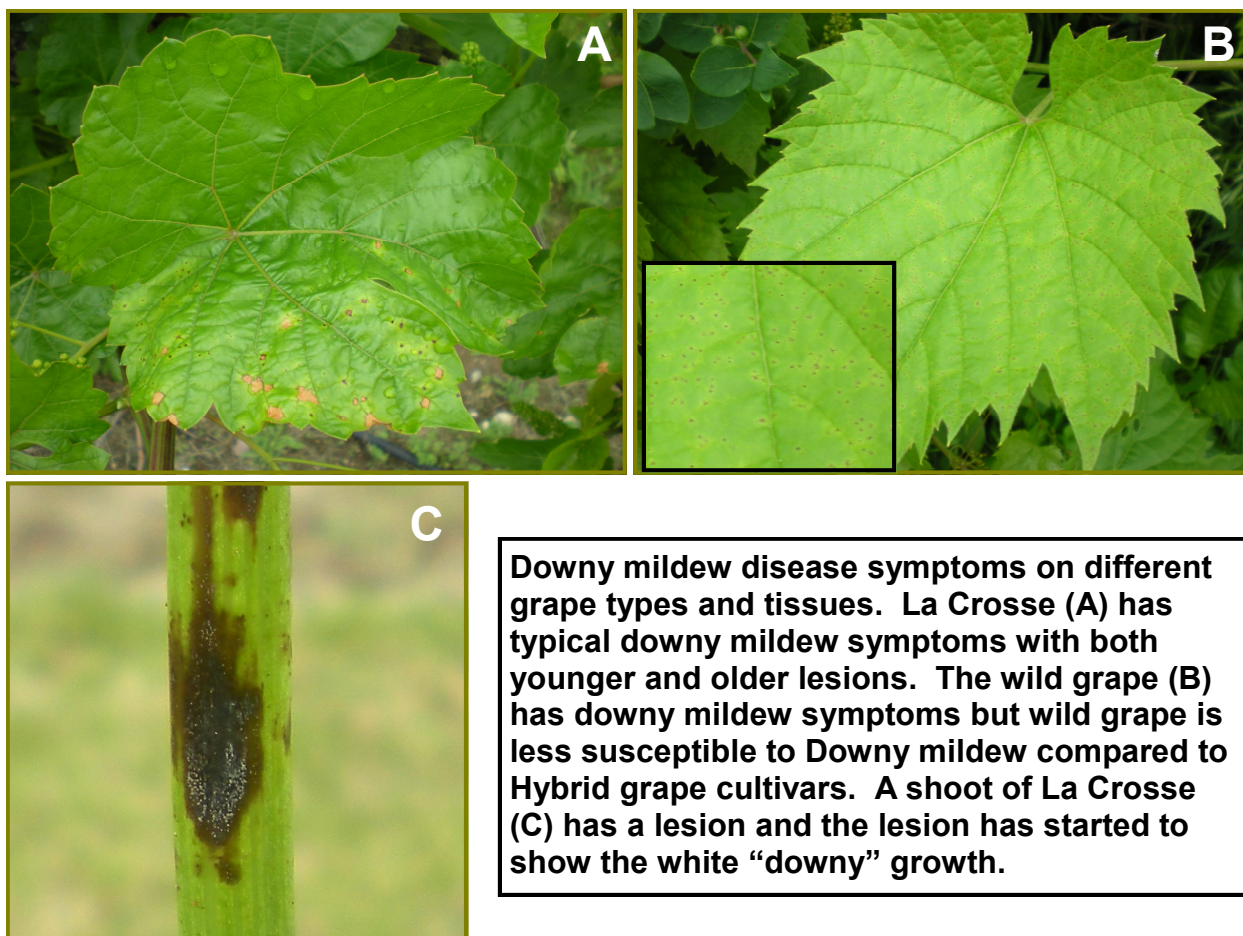 A
B
C
Downy mildew disease symptoms on different
grape types and tissues.  La Crosse (A) has
typical downy mildew symptoms with both
younger and older lesions.  The wild grape (B)
has downy mildew symptoms but wild grape is
less susceptible to Downy mildew compared to
Hybrid grape cultivars.  A shoot of La Crosse
(C) has a lesion and the lesion has started to
show the white “downy” growth.